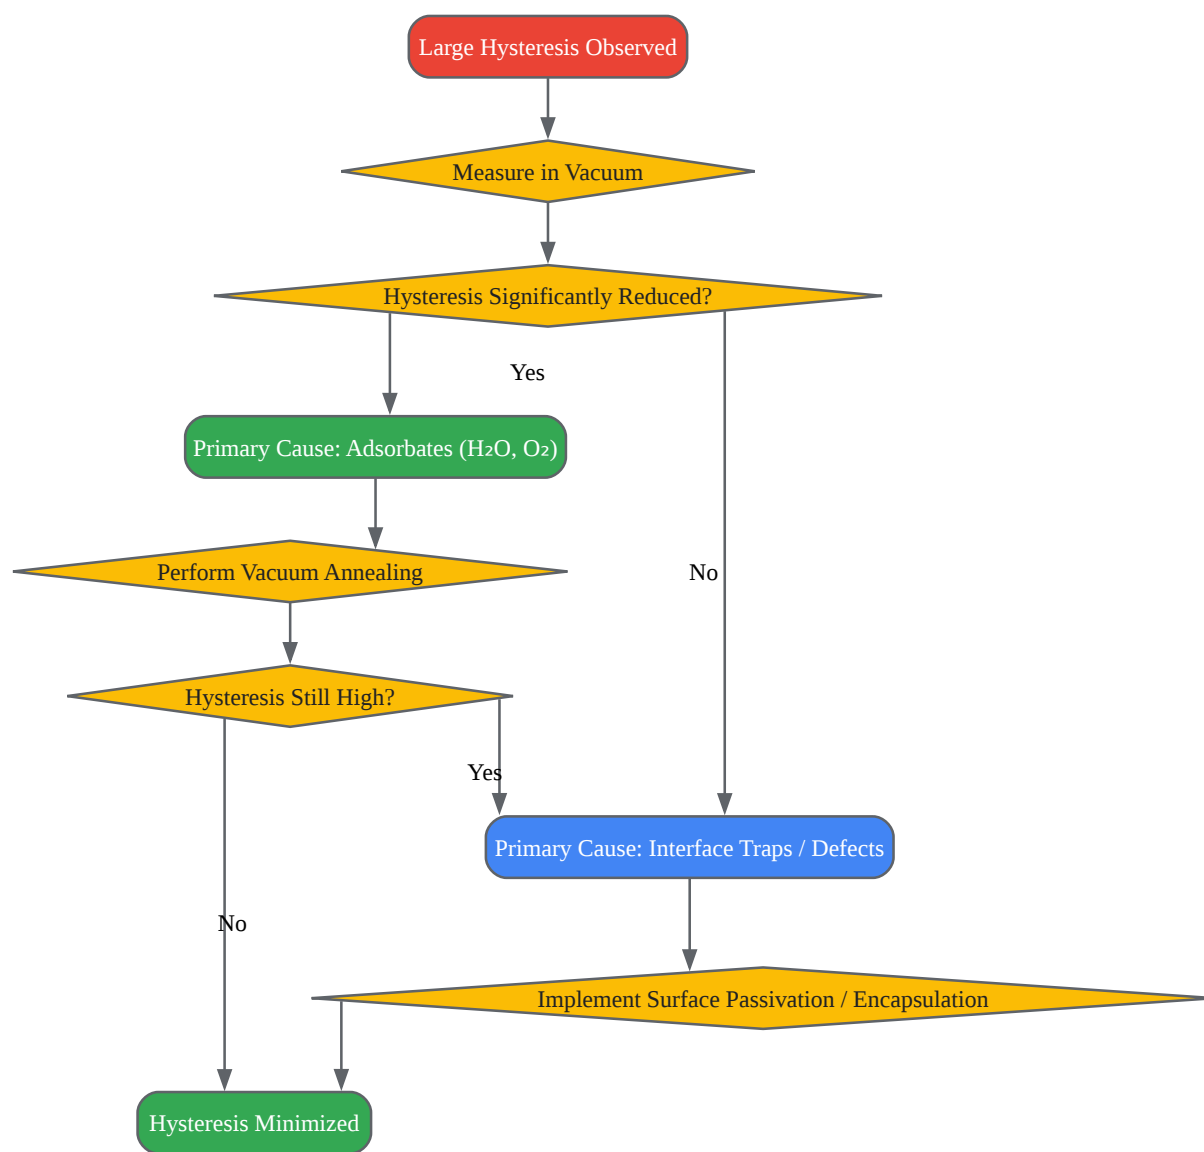 Large Hysteresis Observed
Measure in Vacuum
Hysteresis Significantly Reduced?
Yes
Primary Cause: Adsorbates (H₂O, O₂)
Perform Vacuum Annealing
No
Hysteresis Still High?
Yes
Primary Cause: Interface Traps / Defects
No
Implement Surface Passivation / Encapsulation
Hysteresis Minimized